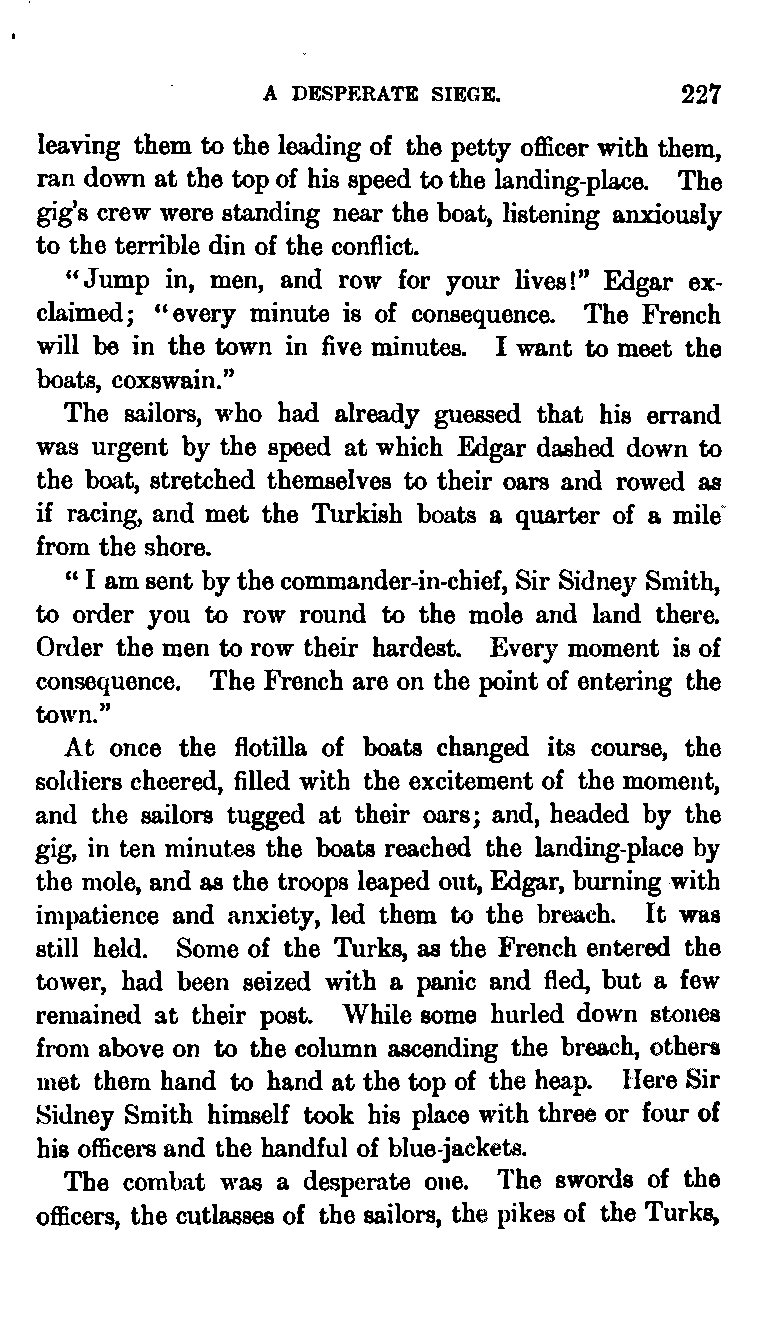 A DESPERATE SIEGE. 227
leaving them to the leading of the petty officer with them,
ran down at the top of his speed to the landing-place. The
gig's crew were standing near the boat, listening anxiously
to the terrible din of the conflict.
"Jump in, men, and row for your lives!" Edgar ex-
claimed; "every minute is of consequence. The French
will be in the town in five minutes. I want to meet the
boats, coxswain."
The sailors, who had already guessed that his errand
was urgent by the speed at which Edgar dashed down to
the boat, stretched themselves to their oars and rowed as
if racing, and met the Turkish boats a quarter of a mile
from the shore.
"I am sent by the commander-in-chief, Sir Sidney Smith,
to order you to row round to the mole and land there.
Order the men to row their hardest. Every moment is of
consequence. The French are on the point of entering the
town."
At once the flotilla of boats changed its course, the
soldiers cheered, filled with the excitement of the moment,
and the sailors tugged at their oars; and, headed by the
gig, in ten minutes the boats reached the landing-place by
the mole, and as the troops leaped out, Edgar, burning with
impatience and anxiety, led them to the breach. It was
still held. Some of the Turks, as the French entered the
tower, had been seized with a panic and fled, but a few
remained at their post. While some hurled down stones
from above on to the column ascending the breach, others
met them hand to hand at the top of the heap. Here Sir
Sidney Smith himself took his place with three or four of
his officers and the handful of blue-jackets.
The combat was a desperate one. The swords of the
officers, the cutlasses of the sailors, the pikes of the Turks,